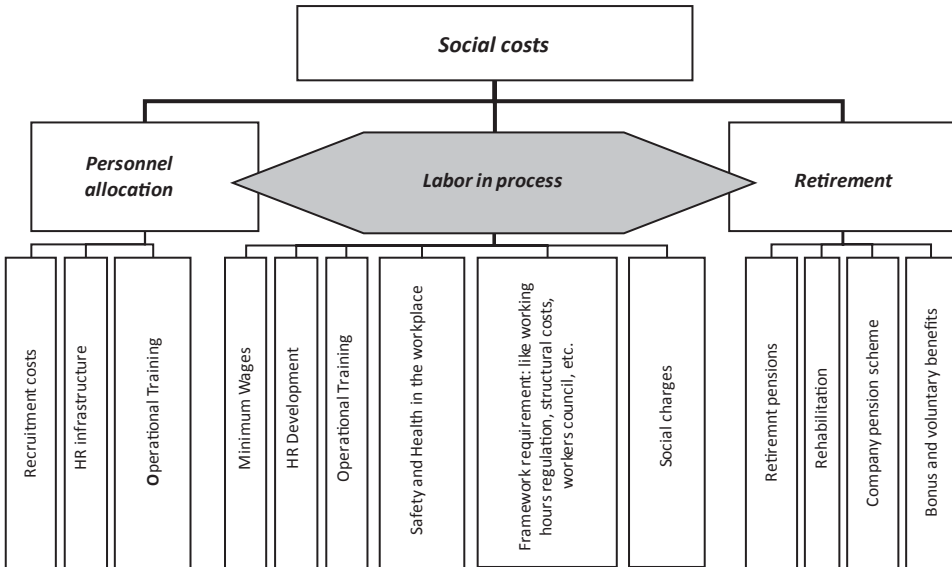 Social costs
Personnel
allocation
Labor in process
Retirement
Recruitment costs
HR infrastructure
Operational Training
Minimum Wages
HR Development
Operational Training
Safety and Health in the workplace
Framework requirement: like working
hours regulation, structural costs,
workers council, etc.
Social charges
Retiremnt pensions
Rehabilitation
Company pension scheme
Bonus and voluntary benefits